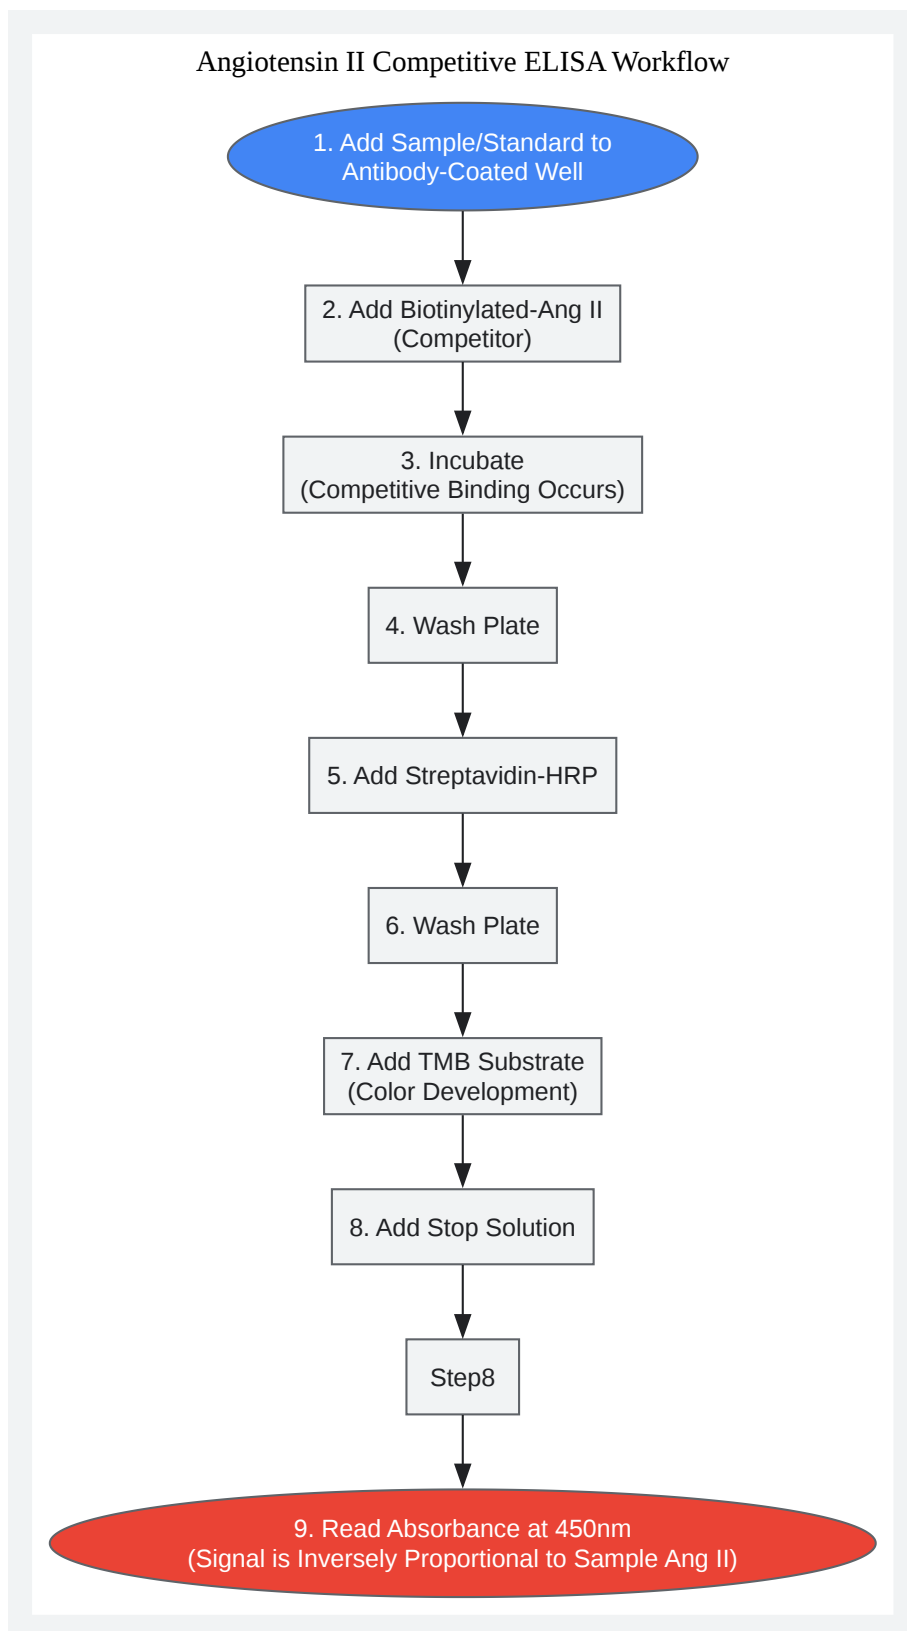 Angiotensin II Competitive ELISA Workflow
1. Add Sample/Standard to
Antibody-Coated Well
2. Add Biotinylated-Ang II
(Competitor)
3. Incubate
(Competitive Binding Occurs)
4. Wash Plate
5. Add Streptavidin-HRP
6. Wash Plate
7. Add TMB Substrate
(Color Development)
8. Add Stop Solution
Step8
9. Read Absorbance at 450nm
(Signal is Inversely Proportional to Sample Ang II)